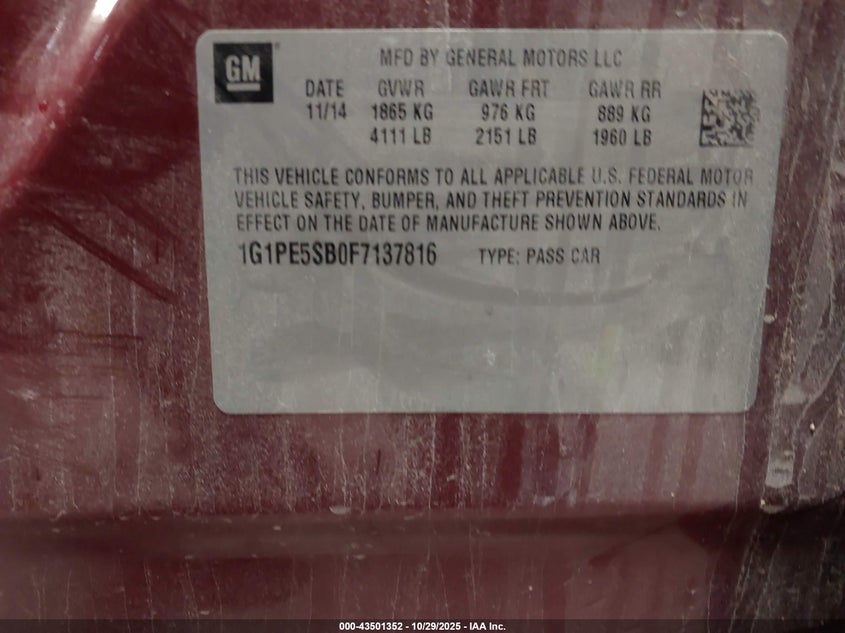 GM
MFD BY GENERAL MOTORS LLC
DATE GVWR GAWR FRT GAWR RR
11/14 1865 KG 976 KG 889 KG
4111 LB 2151 LB 1960 LB
THIS VEHICLE CONFORMS TO ALL APPLICABLE U.S. FEDERAL MOTOR
VEHICLE SAFETY, BUMPER, AND THEFT PREVENTION STANDARDS IN
EFFECT ON THE DATE OF MANUFACTURE SHOWN ABOVE.
1G1PE5SB0F7137816 TYPE: PASS CAR
000-43501352 - 10/29/2025 - IAA Inc.